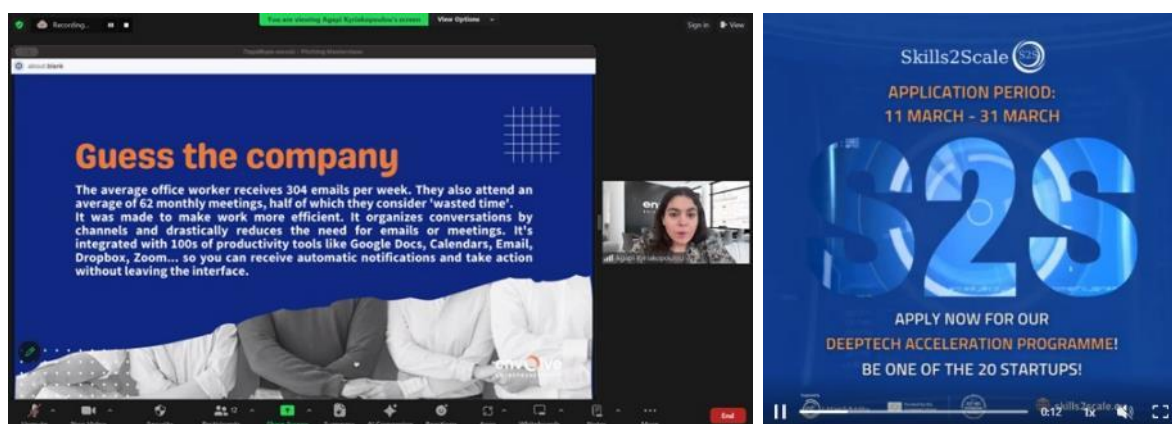 Recording...
You are viewing Agapi Kyriakopoulou's screen
View Options
Sign in
View
about:blank
Guess the company
The average office worker receives 304 emails per week. They also attend an
average of 62 monthly meetings, half of which they consider 'wasted time'.
It was made to make work more efficient. It organizes conversations by
channels and drastically reduces the need for emails or meetings. It's
integrated with 100s of productivity tools like Google Docs, Calendars, Email,
Dropbox, Zoom... so you can receive automatic notifications and take action
without leaving the interface.
Agapi Kyriakopoulou
envolve
End
Skills2Scale
S2S
APPLICATION PERIOD:
11 MARCH - 31 MARCH
S2S
APPLY NOW FOR OUR
DEEPTECH ACCELERATION PROGRAMME!
BE ONE OF THE 20 STARTUPS!
0:12
1x